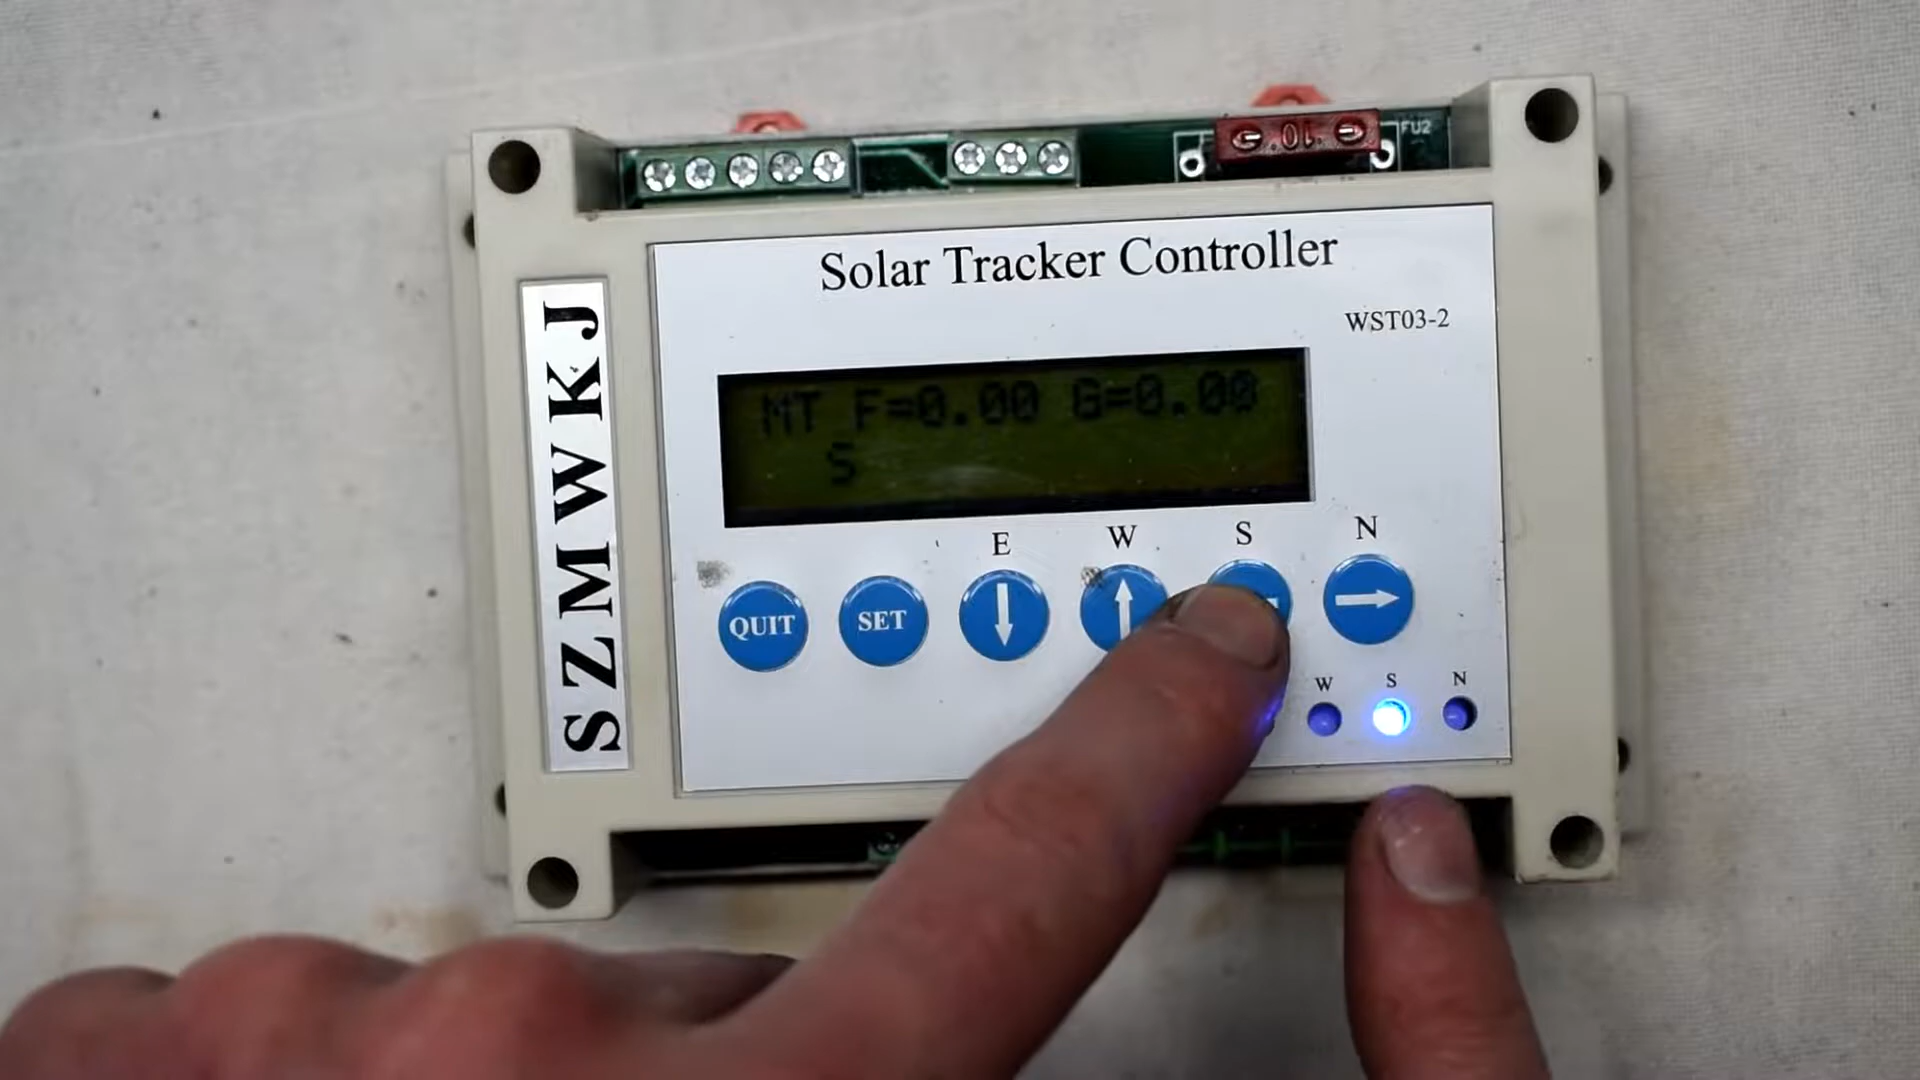 .10.
FU2
Solar Tracker Controller
WST03-2
SZMWKJ
MT F=0.00 G=0.00
S
E W S N
QUIT SET
W S N